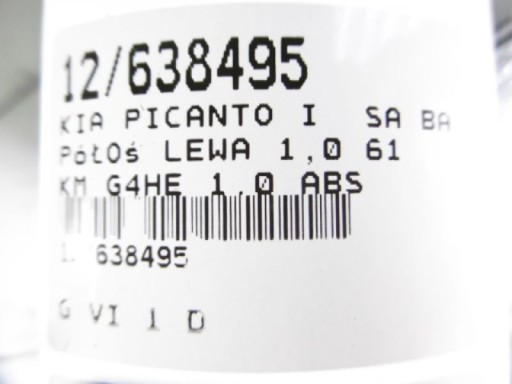 12/638495
KIA PICANTO I SA BA
PółOś LEWA 1,0 61
KM G4HE 1.0 ABS
638495
G VI 1 D